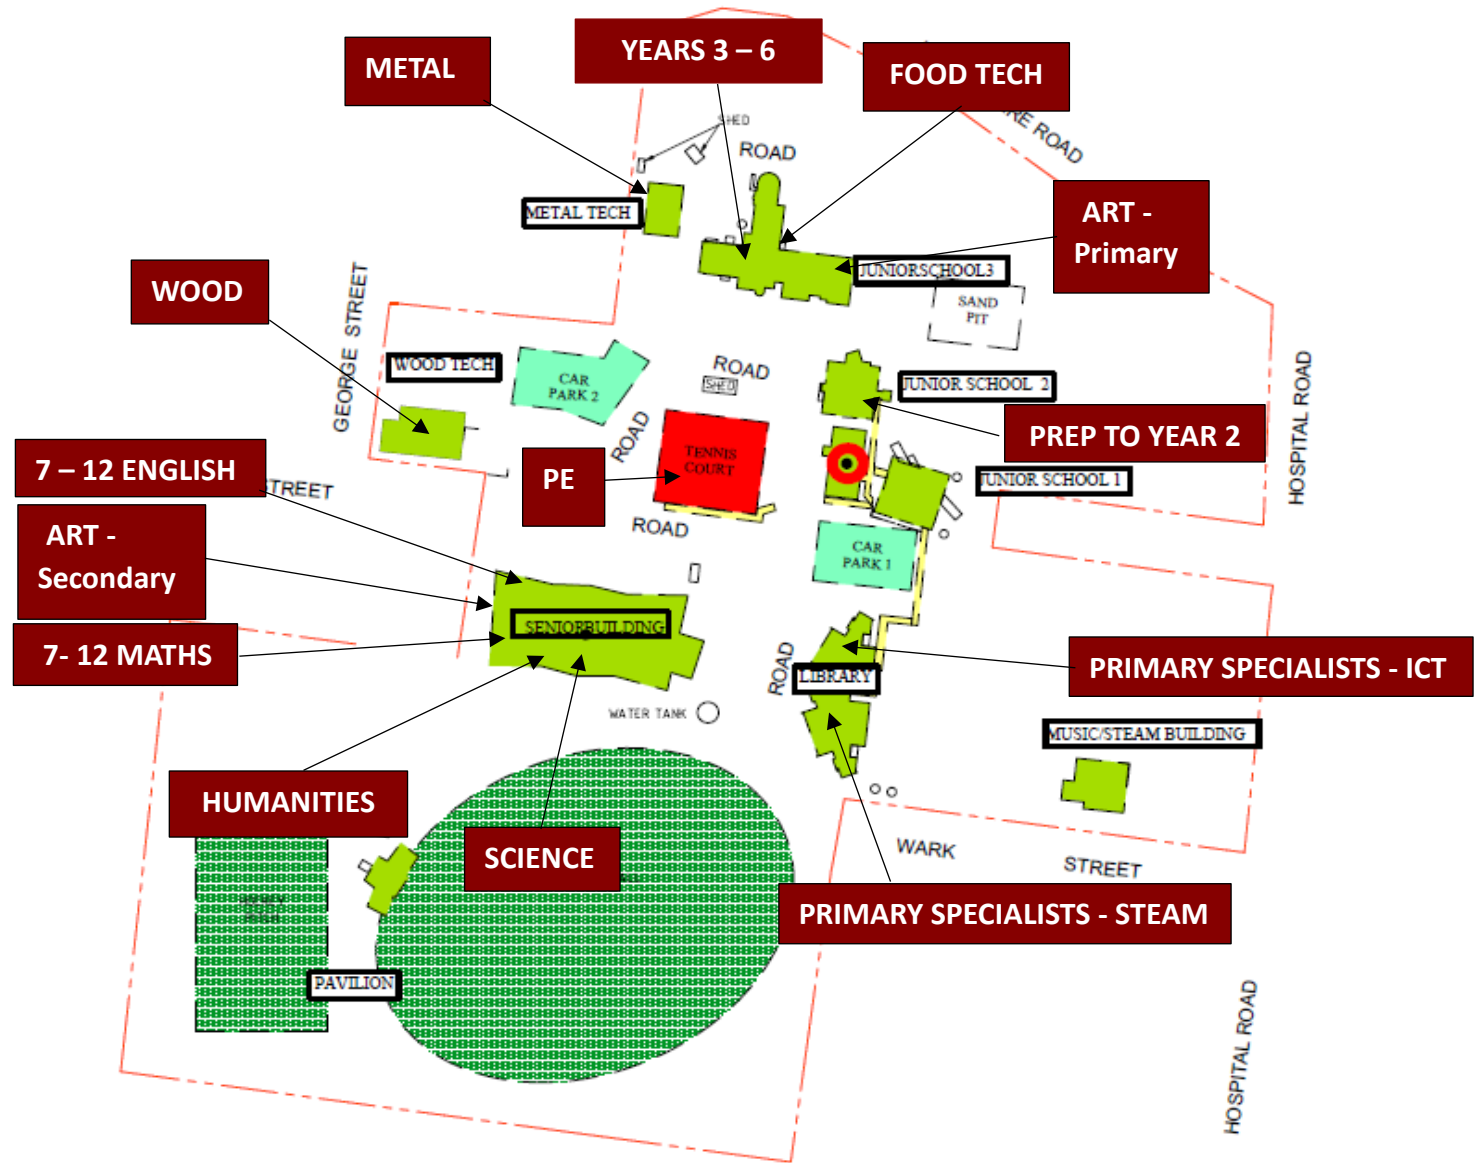 YEARS 3 – 6
METAL
FOOD TECH
SHED
ROAD
ROAD
METAL TECH
ART -
Primary
JUNIORSCHOOL3
WOOD
SAND
PIT
GEORGE STREET
WOOD TECH
CAR
PARK 2
ROAD
SHED
JUNIOR SCHOOL 2
HOSPITAL ROAD
ROAD
PREP TO YEAR 2
7 – 12 ENGLISH
TENNIS
COURT
PE
JUNIOR SCHOOL 1
STREET
ROAD
ART -
Secondary
CAR
PARK 1
SENIORBUILDING
7- 12 MATHS
ROAD
PRIMARY SPECIALISTS - ICT
LIBRARY
WATER TANK
MUSIC/STEAM BUILDING
HUMANITIES
SCIENCE
WARK
STREET
PRIMARY SPECIALISTS - STEAM
PAVILION
HOSPITAL ROAD